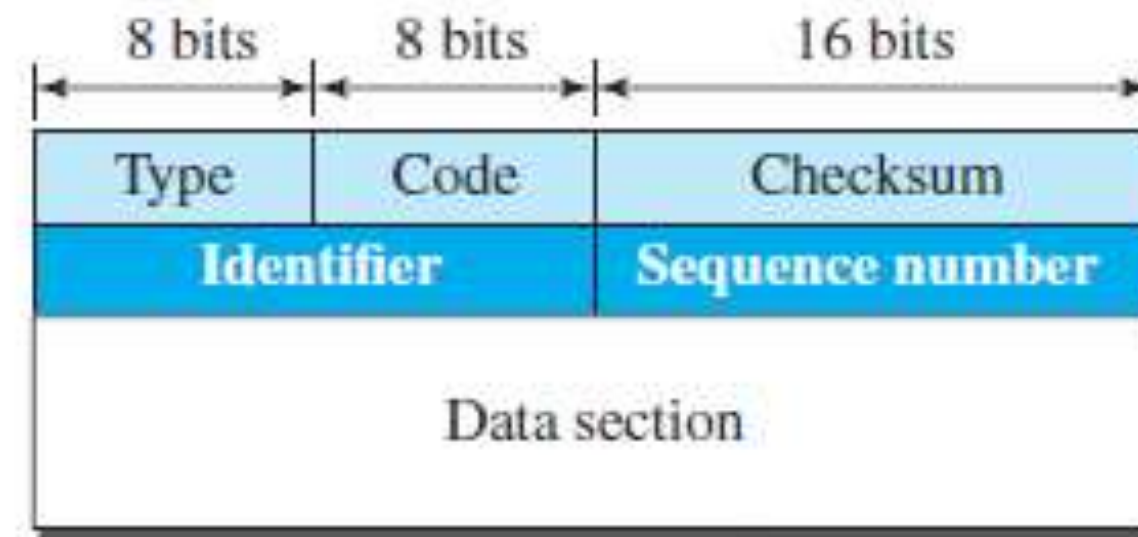 8 bits 8 bits 16 bits
Type Code Checksum
Identifier Sequence number
Data section